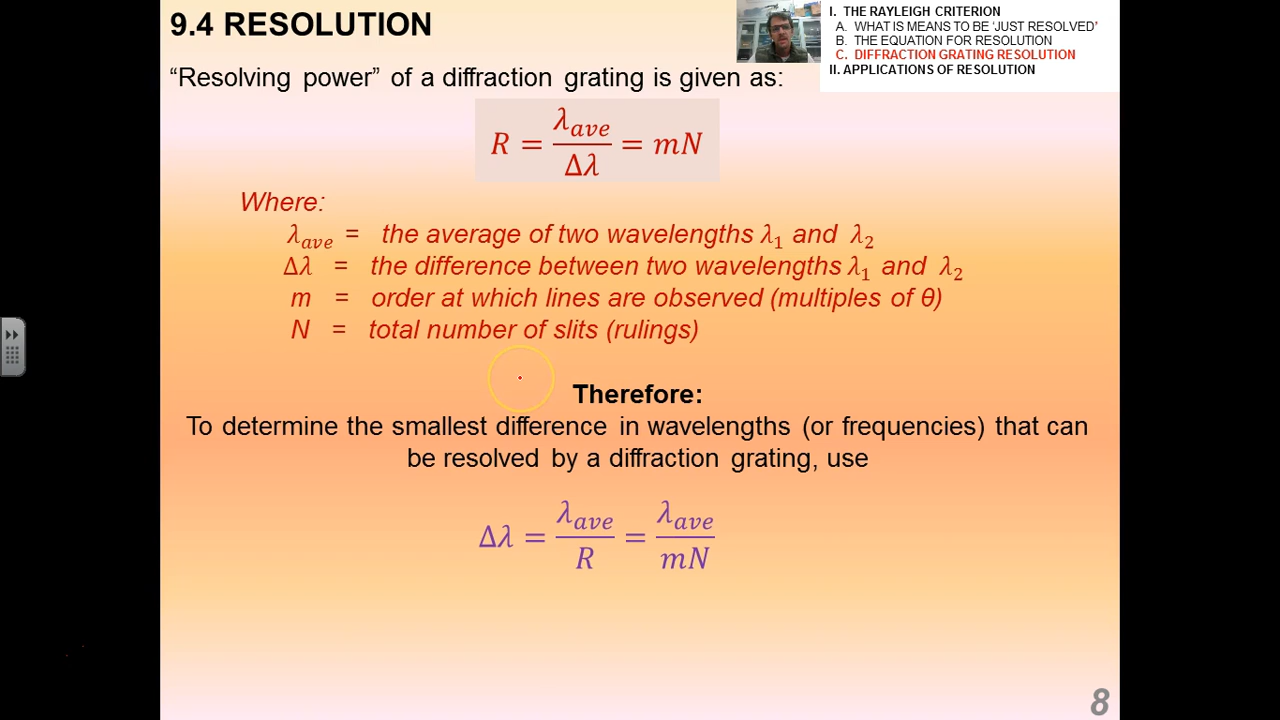 9.4 RESOLUTION
I. THE RAYLEIGH CRITERION
A. WHAT IS MEANS TO BE 'JUST RESOLVED'
B. THE EQUATION FOR RESOLUTION
C. DIFFRACTION GRATING RESOLUTION
II. APPLICATIONS OF RESOLUTION
“Resolving power” of a diffraction grating is given as:
R = λ_ave / Δλ = mN
Where:
λ_ave = the average of two wavelengths λ₁ and λ₂
Δλ = the difference between two wavelengths λ₁ and λ₂
m = order at which lines are observed (multiples of θ)
N = total number of slits (rulings)
Therefore:
To determine the smallest difference in wavelengths (or frequencies) that can
be resolved by a diffraction grating, use
Δλ = λ_ave / R = λ_ave / mN
8